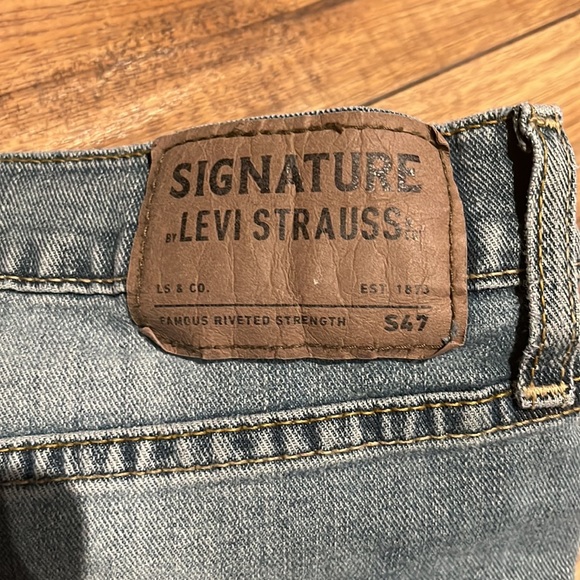 SIGNATURE
BY LEVI STRAUSS & CO.
LS & CO. EST. 1873
FAMOUS RIVETED STRENGTH S47